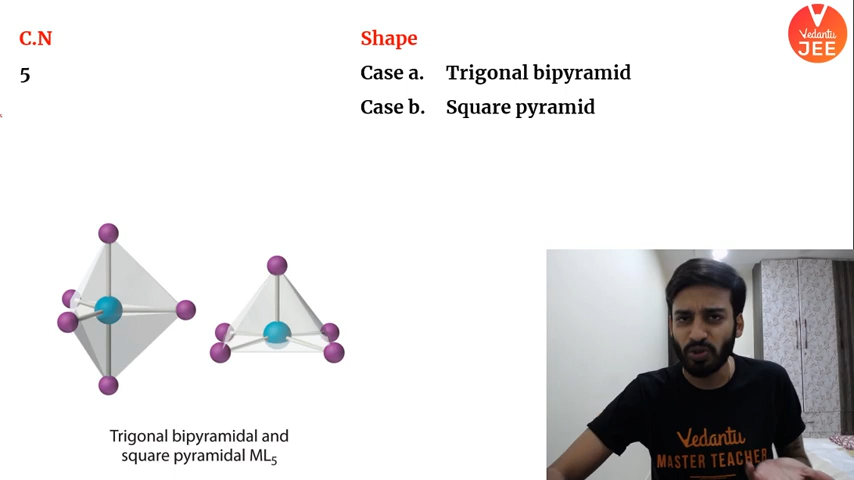 C.N
Shape
5
Case a. Trigonal bipyramid
Case b. Square pyramid
Vedantu
JEE
Trigonal bipyramidal and
square pyramidal ML₅
Vedantu
MASTER TEACHER